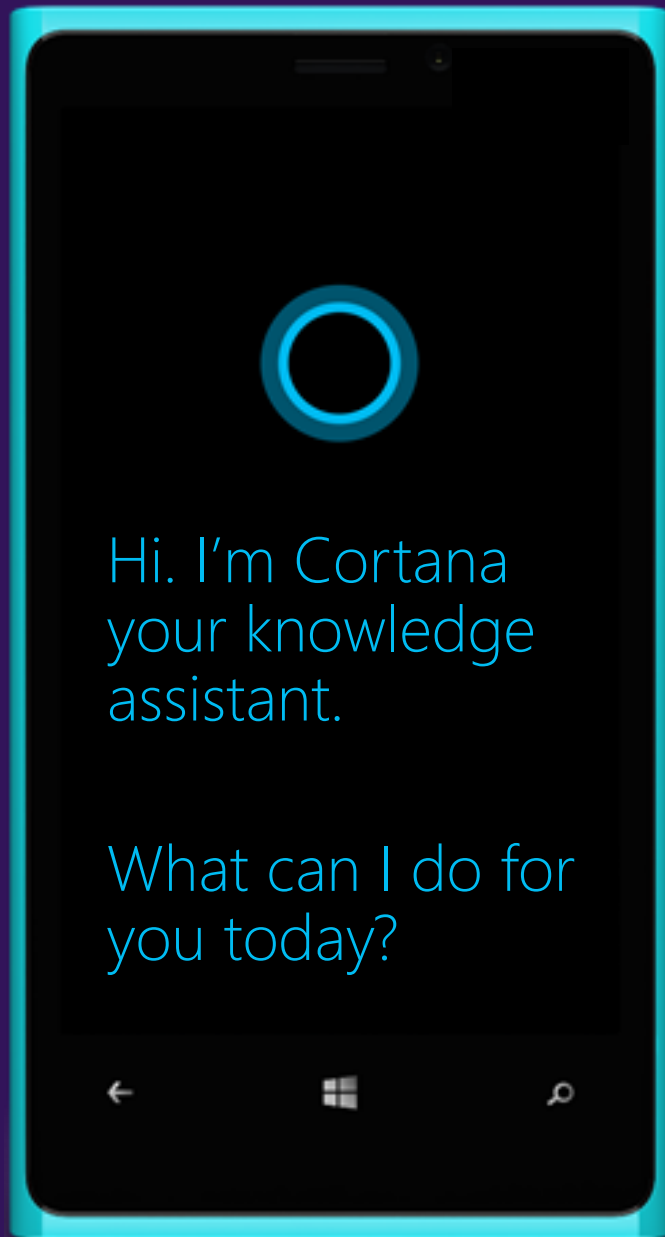 Hi. I’m Cortana
your knowledge
assistant.
What can I do for
you today?